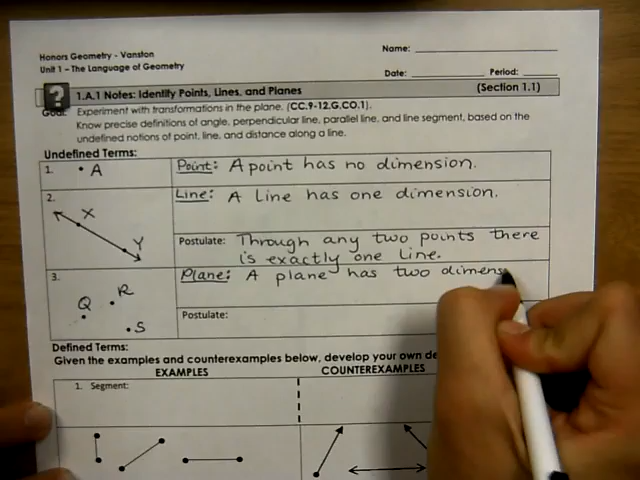 Honors Geometry - Vanston
Name:
Unit 1 – The Language of Geometry
Date: Period:
? 1.A.1 Notes: Identify Points, Lines, and Planes (Section 1.1)
Goal: Experiment with transformations in the plane. (CC.9-12.G.CO.1).
Know precise definitions of angle, perpendicular line, parallel line, and line segment, based on the
undefined notions of point, line, and distance along a line.
Undefined Terms:
1. A
Point: A point has no dimension.
2.
X
Y
Line: A Line has one dimension.
Postulate: Through any two points there
is exactly one Line.
3.
Q
R
S
Plane: A plane has two dimens
Postulate:
Defined Terms:
Given the examples and counterexamples below, develop your own de
EXAMPLES COUNTEREXAMPLES
1. Segment: